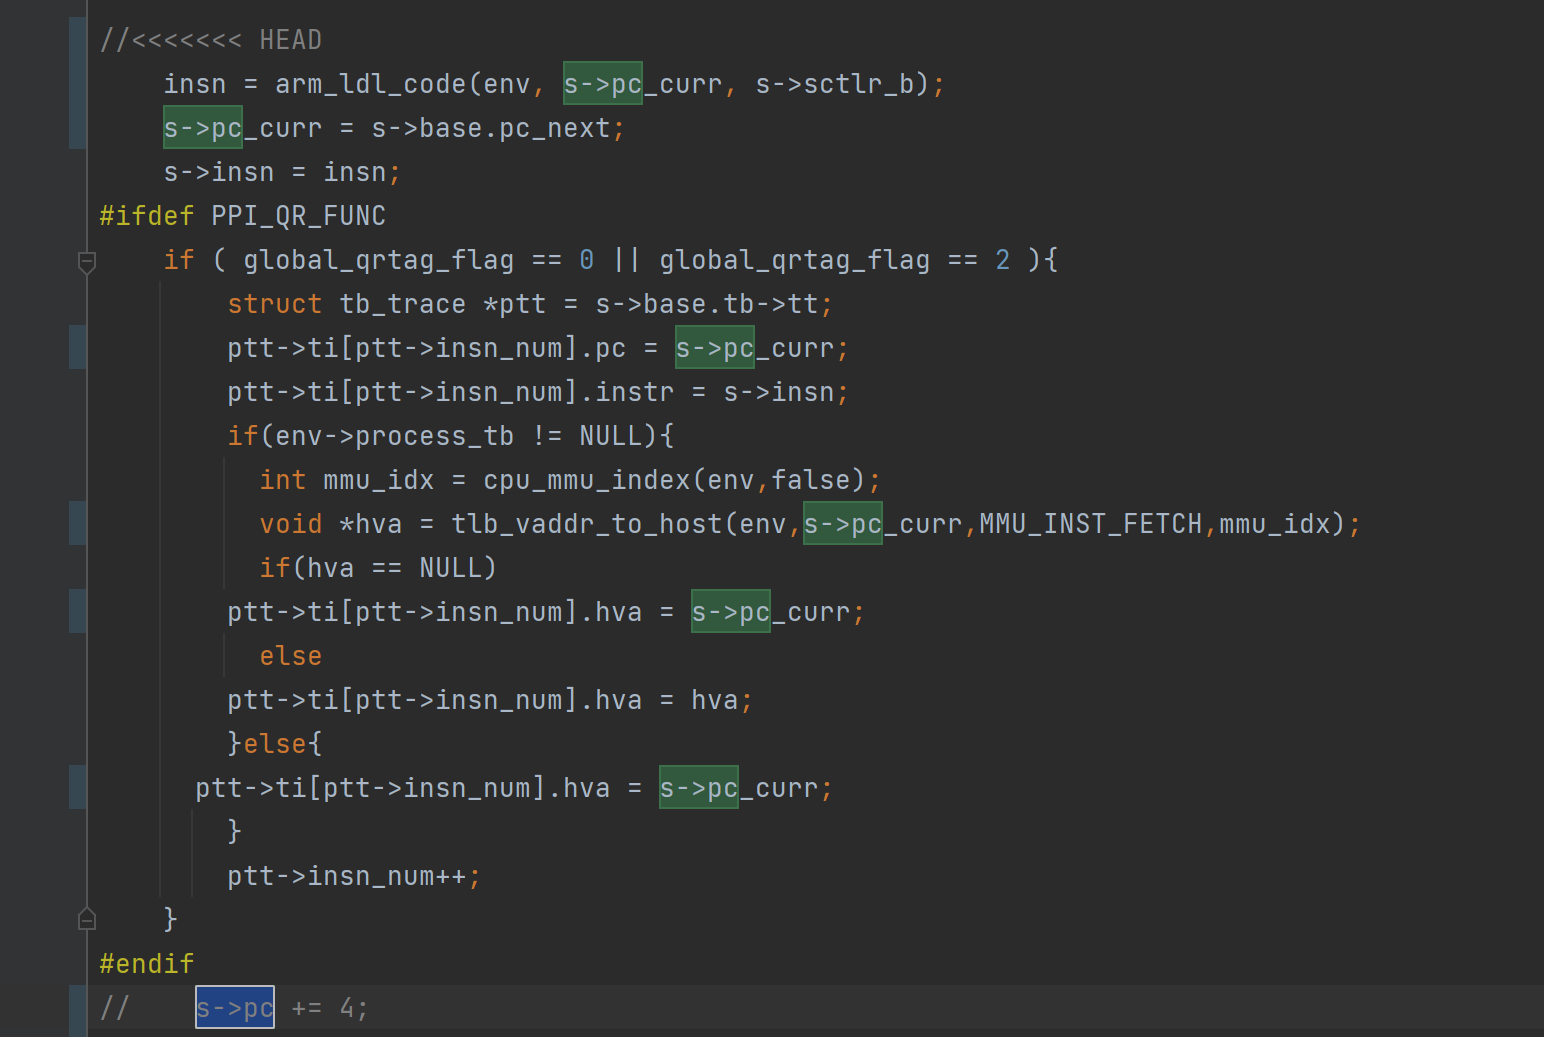 //<<<<<<< HEAD
    insn = arm_ldl_code(env, s->pc_curr, s->sctlr_b);
    s->pc_curr = s->base.pc_next;
    s->insn = insn;
#ifdef PPI_QR_FUNC
    if ( global_qrtag_flag == 0 || global_qrtag_flag == 2 ){
        struct tb_trace *ptt = s->base.tb->tt;
        ptt->ti[ptt->insn_num].pc = s->pc_curr;
        ptt->ti[ptt->insn_num].instr = s->insn;
        if(env->process_tb != NULL){
          int mmu_idx = cpu_mmu_index(env,false);
          void *hva = tlb_vaddr_to_host(env,s->pc_curr,MMU_INST_FETCH,mmu_idx);
          if(hva == NULL)
        ptt->ti[ptt->insn_num].hva = s->pc_curr;
          else
        ptt->ti[ptt->insn_num].hva = hva;
        }else{
      ptt->ti[ptt->insn_num].hva = s->pc_curr;
        }
        ptt->insn_num++;
    }
#endif
//    s->pc += 4;